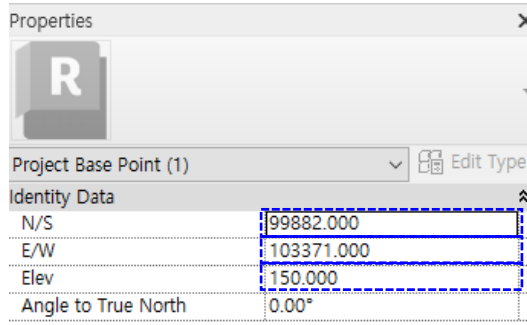 Properties
R
Project Base Point (1)
Edit Type
Identity Data
N/S 99882.000
E/W 103371.000
Elev 150.000
Angle to True North 0.00°